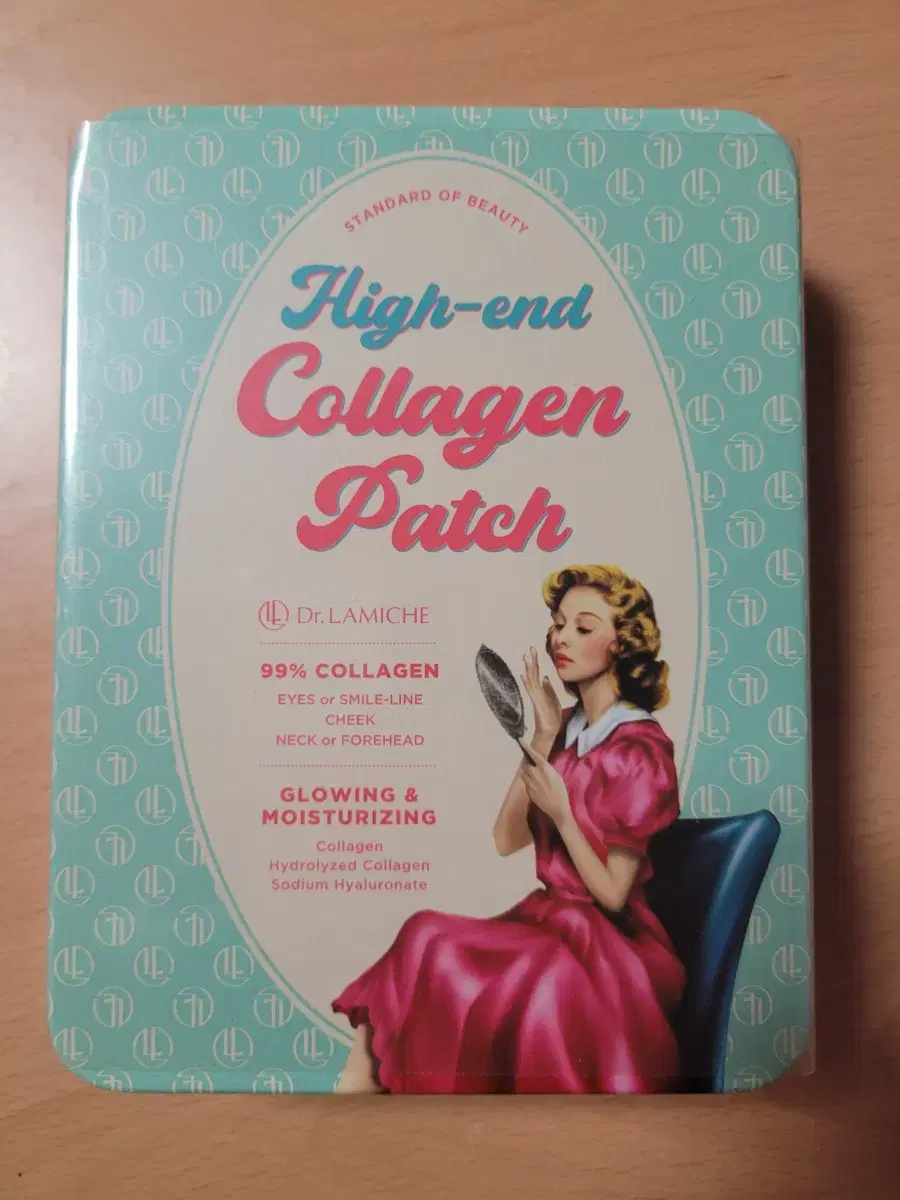 STANDARD OF BEAUTY
High-end
Collagen
Patch
Dr. LAMICHE
99% COLLAGEN
EYES or SMILE-LINE
CHEEK
NECK or FOREHEAD
GLOWING &
MOISTURIZING
Collagen
Hydrolyzed Collagen
Sodium Hyaluronate